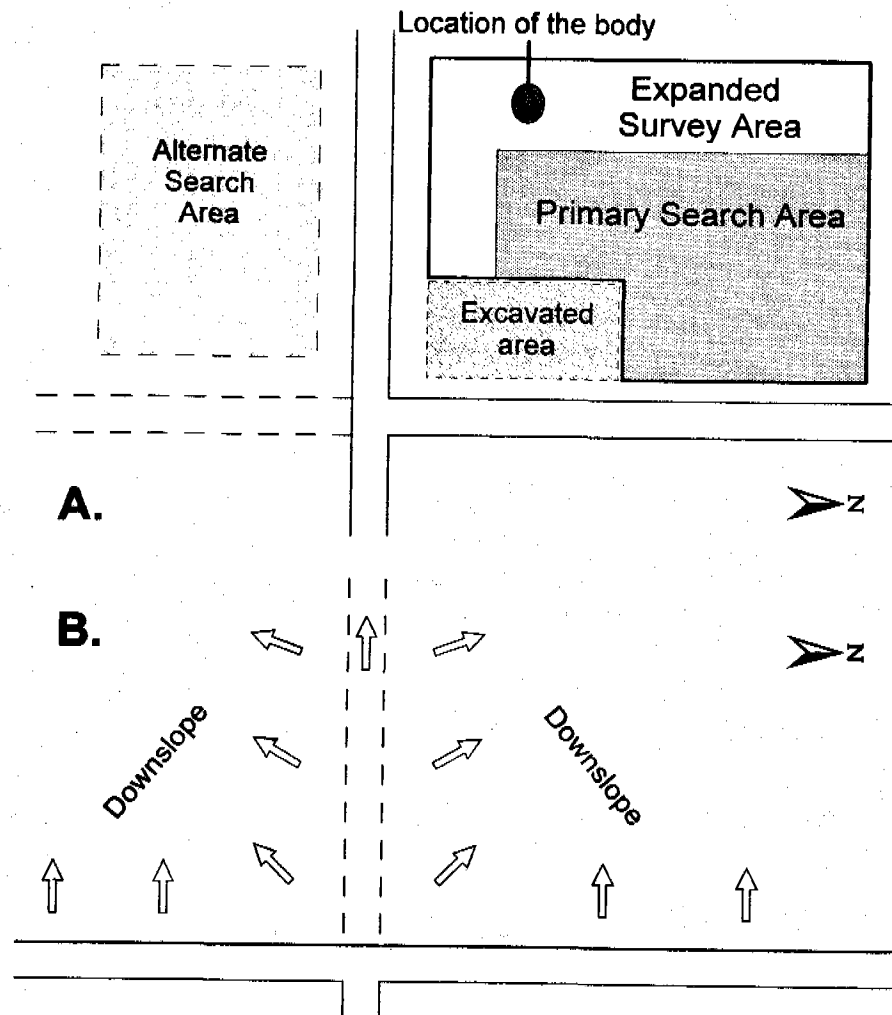 Location of the body
Expanded
Survey Area
Alternate
Search
Area
Primary Search Area
Excavated
area
A.
N
B.
N
Downslope
Downslope